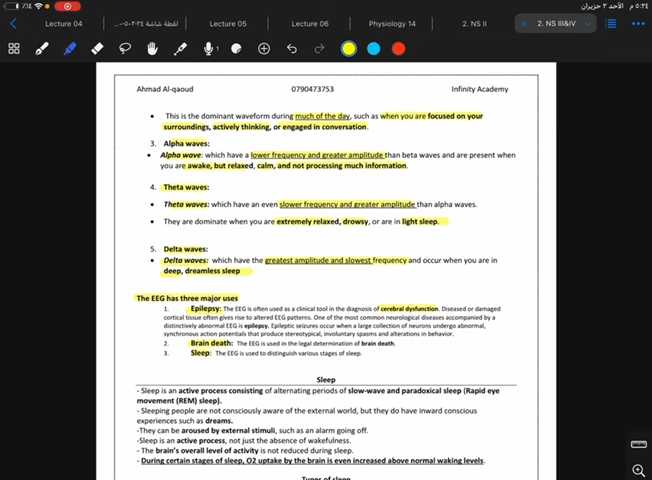 ٥:٢٤ م الأحد ٢ حزيران
٪١٤
Lecture 04
لقطة شاشة ٢٠٢٤-٠٢-٠٥...
Lecture 05
Lecture 06
Physiology 14
2. NS II
2. NS III&IV
1
Ahmad Al-qaoud 0790473753 Infinity Academy
• This is the dominant waveform during much of the day, such as when you are focused on your
surroundings, actively thinking, or engaged in conversation.
3. Alpha waves:
• Alpha wave: which have a lower frequency and greater amplitude than beta waves and are present when
you are awake, but relaxed, calm, and not processing much information.
4. Theta waves:
• Theta waves: which have an even slower frequency and greater amplitude than alpha waves.
• They are dominate when you are extremely relaxed, drowsy, or are in light sleep.
5. Delta waves:
• Delta waves: which have the greatest amplitude and slowest frequency and occur when you are in
deep, dreamless sleep
The EEG has three major uses
1. Epilepsy: The EEG is often used as a clinical tool in the diagnosis of cerebral dysfunction. Diseased or damaged
cortical tissue often gives rise to altered EEG patterns. One of the most common neurological diseases accompanied by a
distinctively abnormal EEG is epilepsy. Epileptic seizures occur when a large collection of neurons undergo abnormal,
synchronous action potentials that produce stereotypical, involuntary spasms and alterations in behavior.
2. Brain death: The EEG is used in the legal determination of brain death.
3. Sleep: The EEG is used to distinguish various stages of sleep.
Sleep
- Sleep is an active process consisting of alternating periods of slow-wave and paradoxical sleep (Rapid eye
movement (REM) sleep).
- Sleeping people are not consciously aware of the external world, but they do have inward conscious
experiences such as dreams.
-They can be aroused by external stimuli, such as an alarm going off.
-Sleep is an active process, not just the absence of wakefulness.
- The brain's overall level of activity is not reduced during sleep.
- During certain stages of sleep, O2 uptake by the brain is even increased above normal waking levels.
Types of sleep